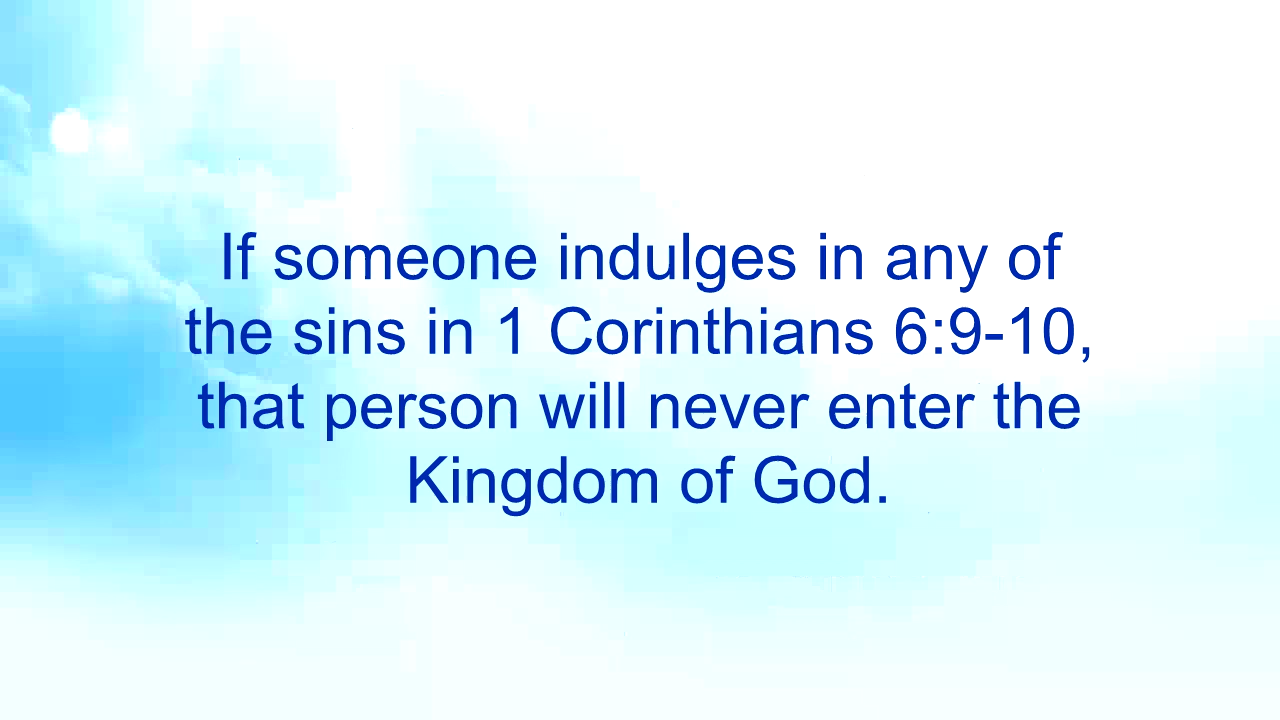 If someone indulges in any of
the sins in 1 Corinthians 6:9-10,
that person will never enter the
Kingdom of God.